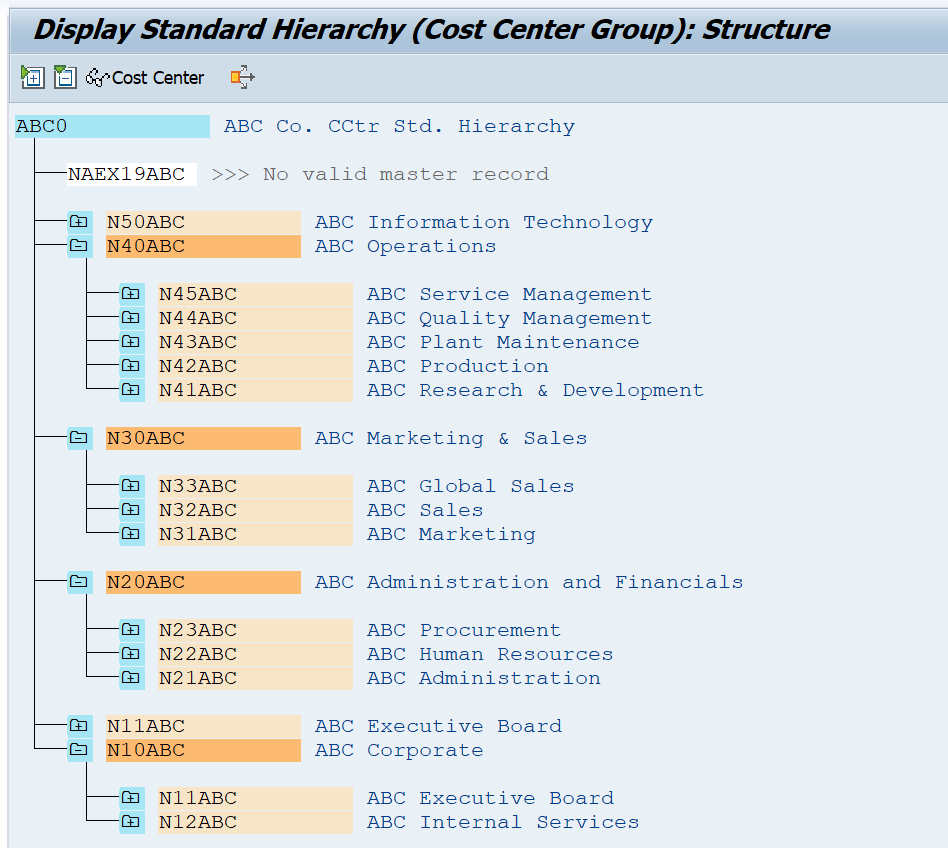 Display Standard Hierarchy (Cost Center Group): Structure
Cost Center
ABC0 ABC Co. CCtr Std. Hierarchy
NAEX19ABC >>> No valid master record
N50ABC ABC Information Technology
N40ABC ABC Operations
N45ABC ABC Service Management
N44ABC ABC Quality Management
N43ABC ABC Plant Maintenance
N42ABC ABC Production
N41ABC ABC Research & Development
N30ABC ABC Marketing & Sales
N33ABC ABC Global Sales
N32ABC ABC Sales
N31ABC ABC Marketing
N20ABC ABC Administration and Financials
N23ABC ABC Procurement
N22ABC ABC Human Resources
N21ABC ABC Administration
N11ABC ABC Executive Board
N10ABC ABC Corporate
N11ABC ABC Executive Board
N12ABC ABC Internal Services